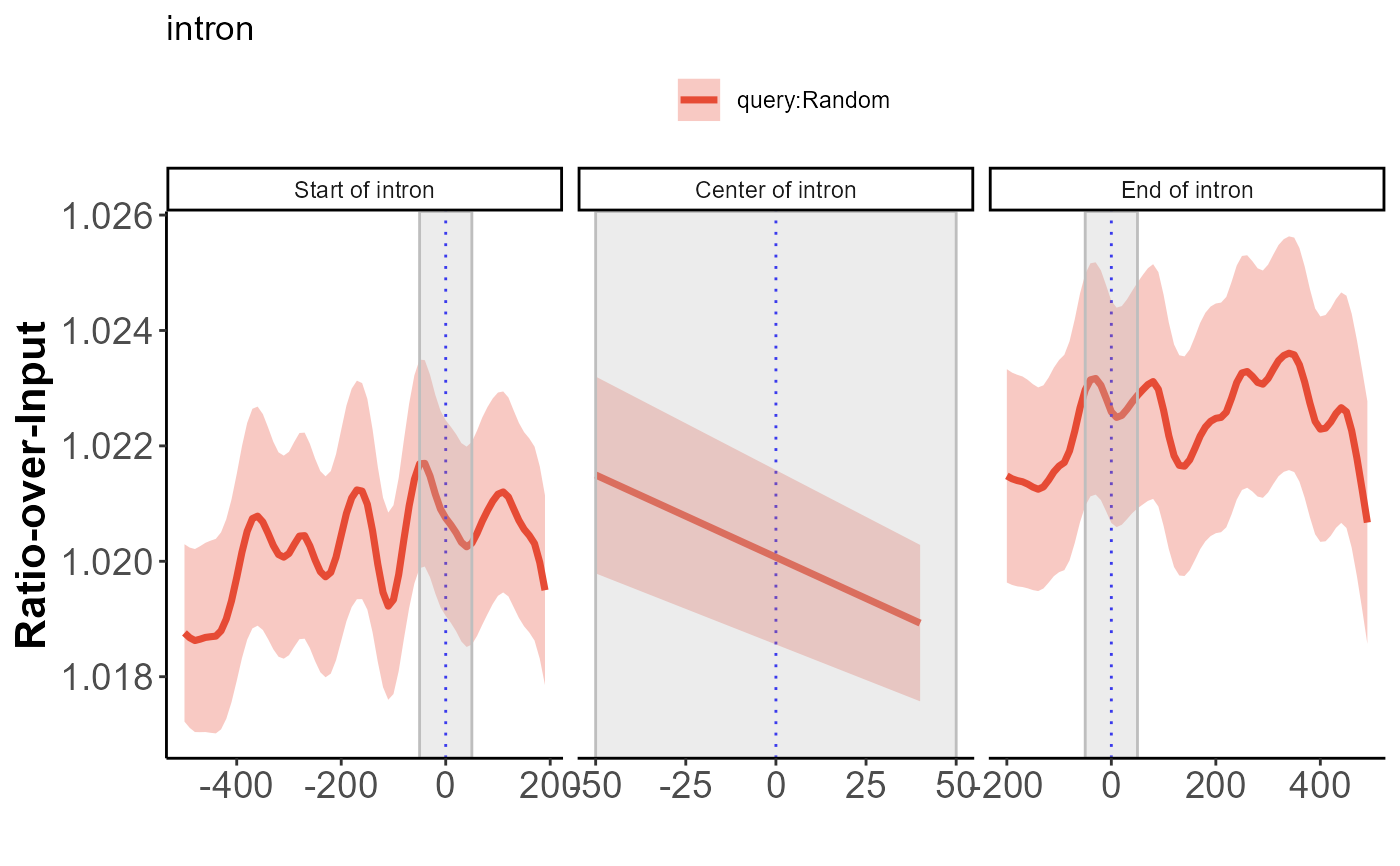 intron
query:Random
Start of intron Center of intron End of intron
Ratio-over-Input
1.026
1.024
1.022
1.020
1.018
-400 -200 0 200 -50 -25 0 25 50 -200 0 200 400